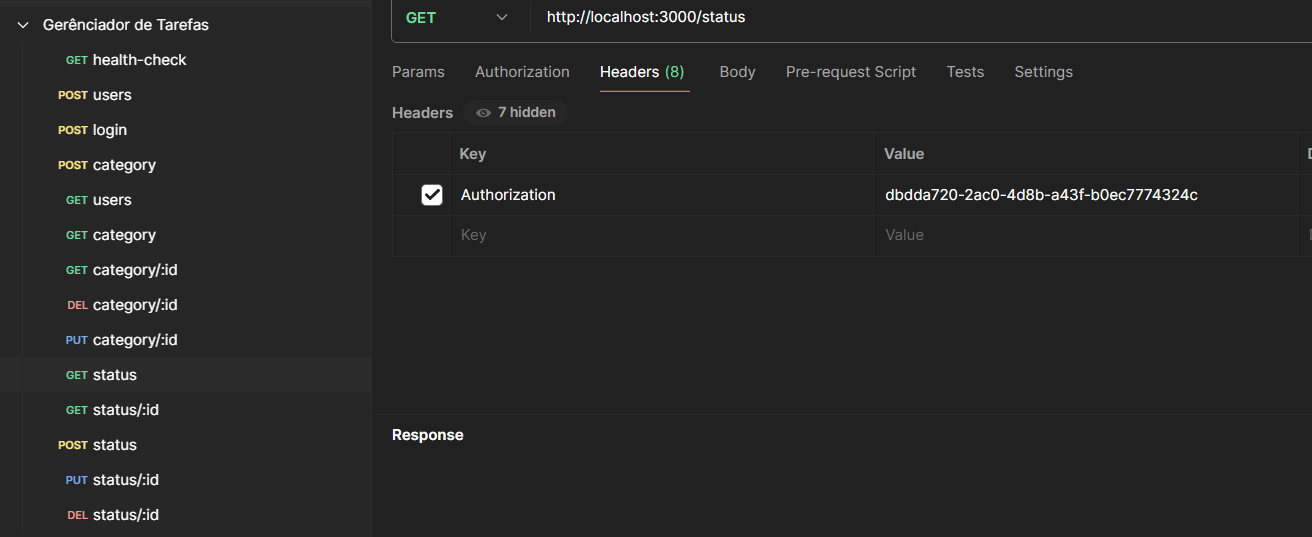 Gerênciador de Tarefas
GET health-check
POST users
POST login
POST category
GET users
GET category
GET category/:id
DEL category/:id
PUT category/:id
GET status
GET status/:id
POST status
PUT status/:id
DEL status/:id
GET http://localhost:3000/status
Params Authorization Headers (8) Body Pre-request Script Tests Settings
Headers 7 hidden
Key Value
Authorization dbdda720-2ac0-4d8b-a43f-b0ec7774324c
Key Value
Response